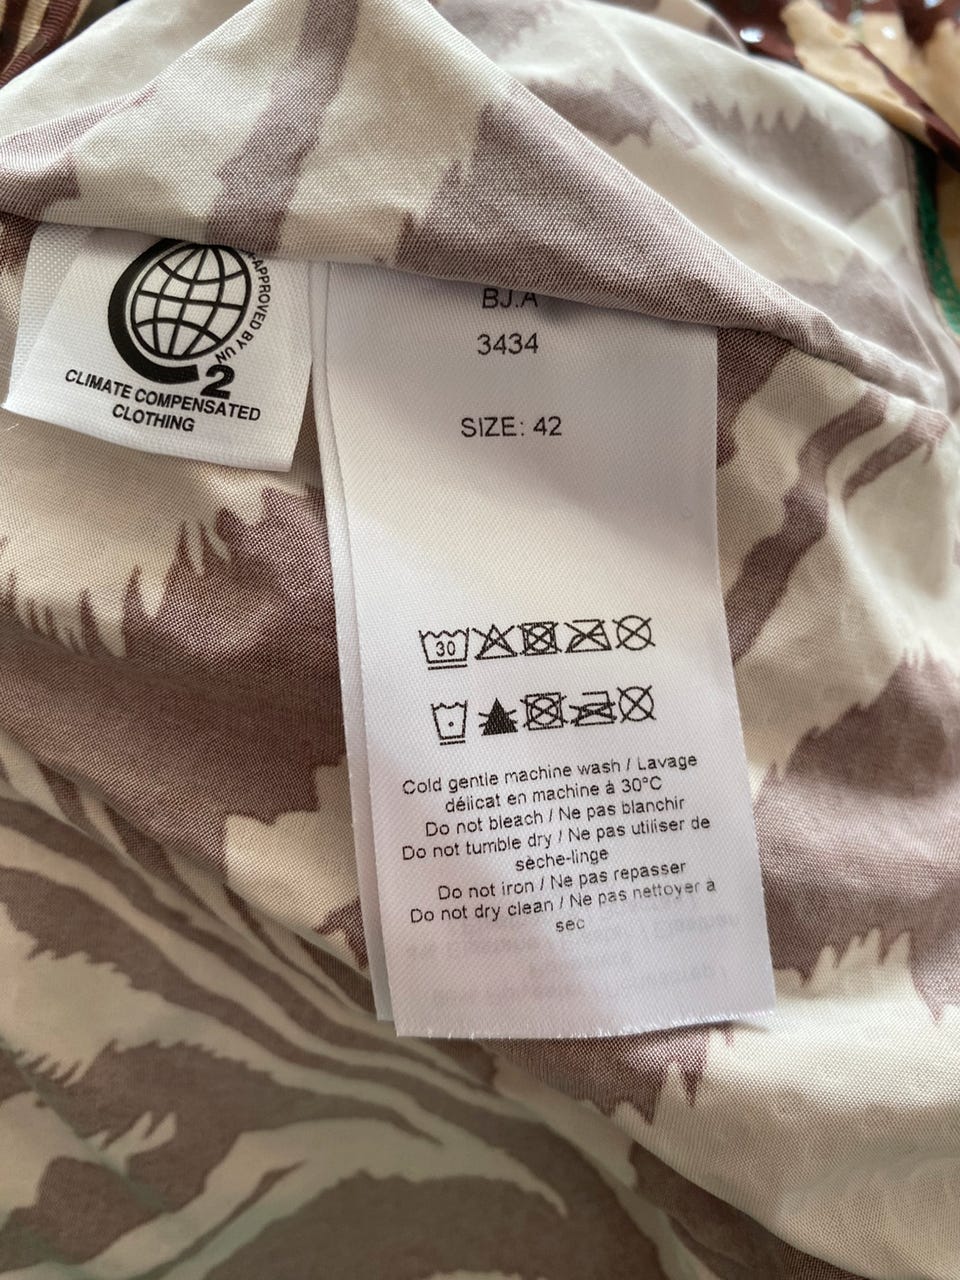 -APPROVED BY UN
2
CLIMATE COMPENSATED
CLOTHING
BJ.A
3434
SIZE: 42
30
Cold gentle machine wash / Lavage
délicat en machine à 30°C
Do not bleach / Ne pas blanchir
Do not tumble dry / Ne pas utiliser de
sèche-linge
Do not iron / Ne pas repasser
Do not dry clean / Ne pas nettoyer à
sec